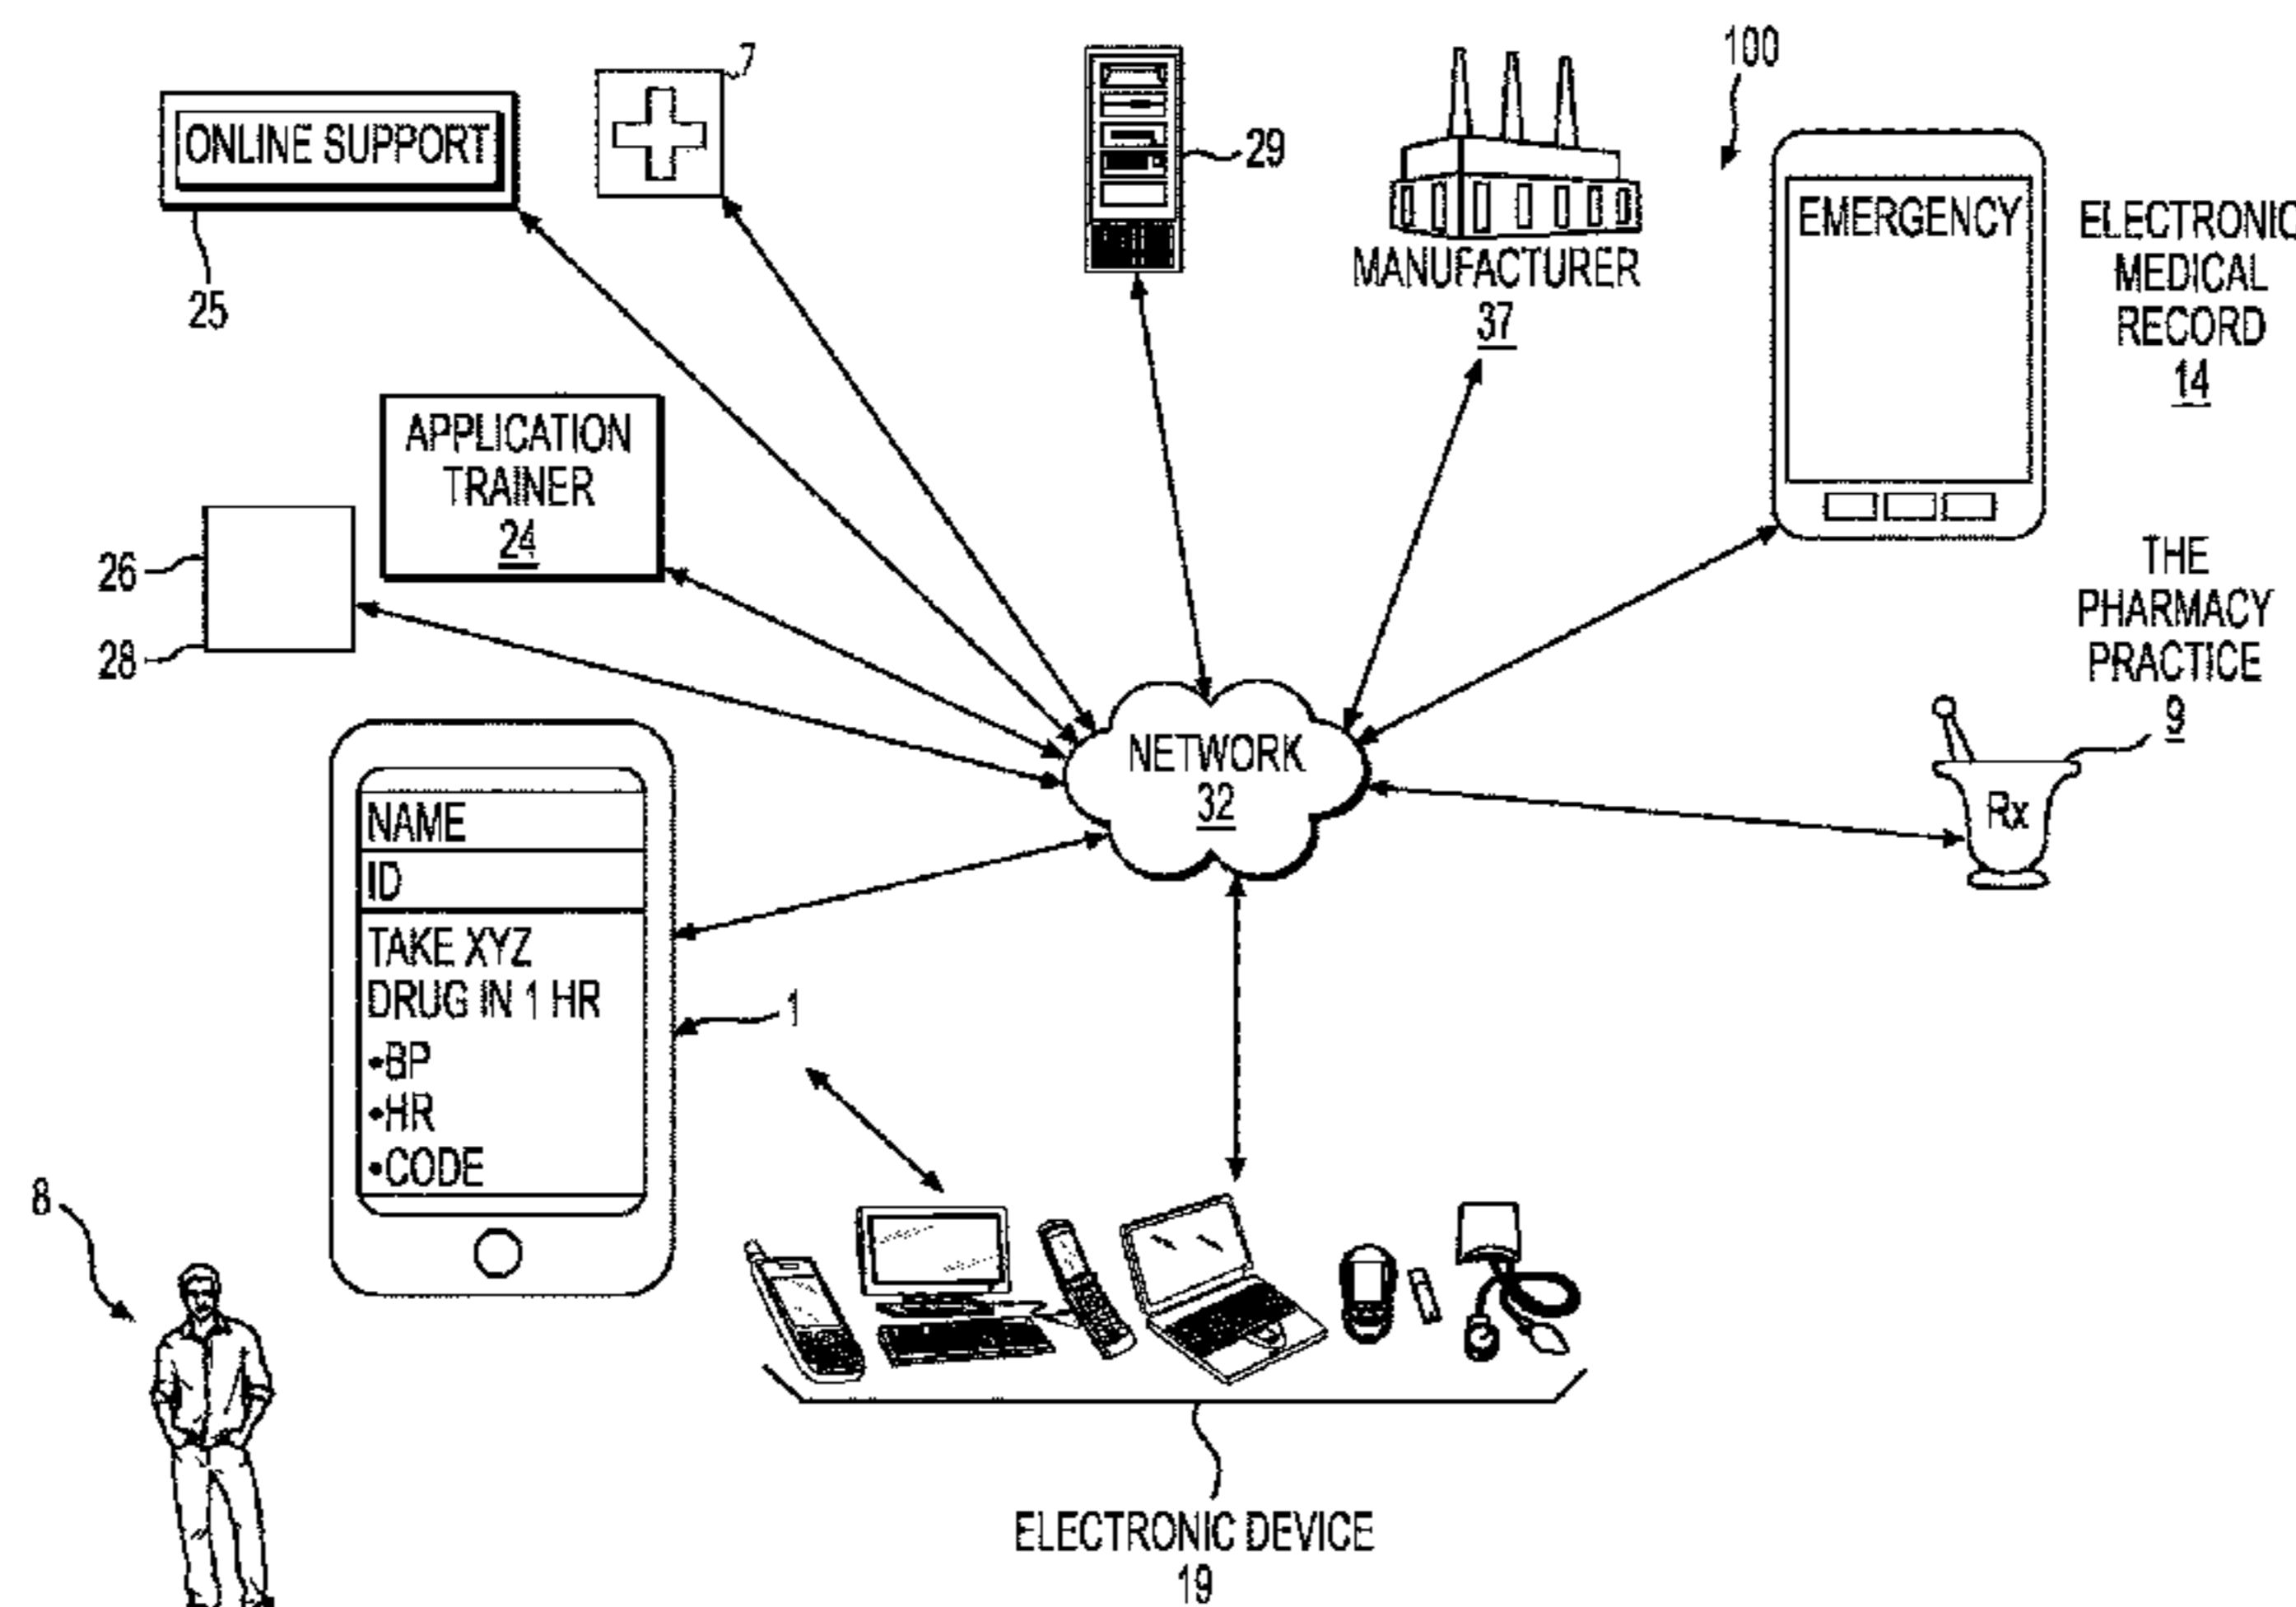 7
100
ONLINE SUPPORT
29
25
MANUFACTURER
37
EMERGENCY
ELECTRONIC
MEDICAL
RECORD
14
APPLICATION
TRAINER
24
26
28
THE
PHARMACY
PRACTICE
9
Rx
NETWORK
32
NAME
ID
TAKE XYZ
DRUG IN 1 HR
•BP
•HR
•CODE
1
8
ELECTRONIC DEVICE
19